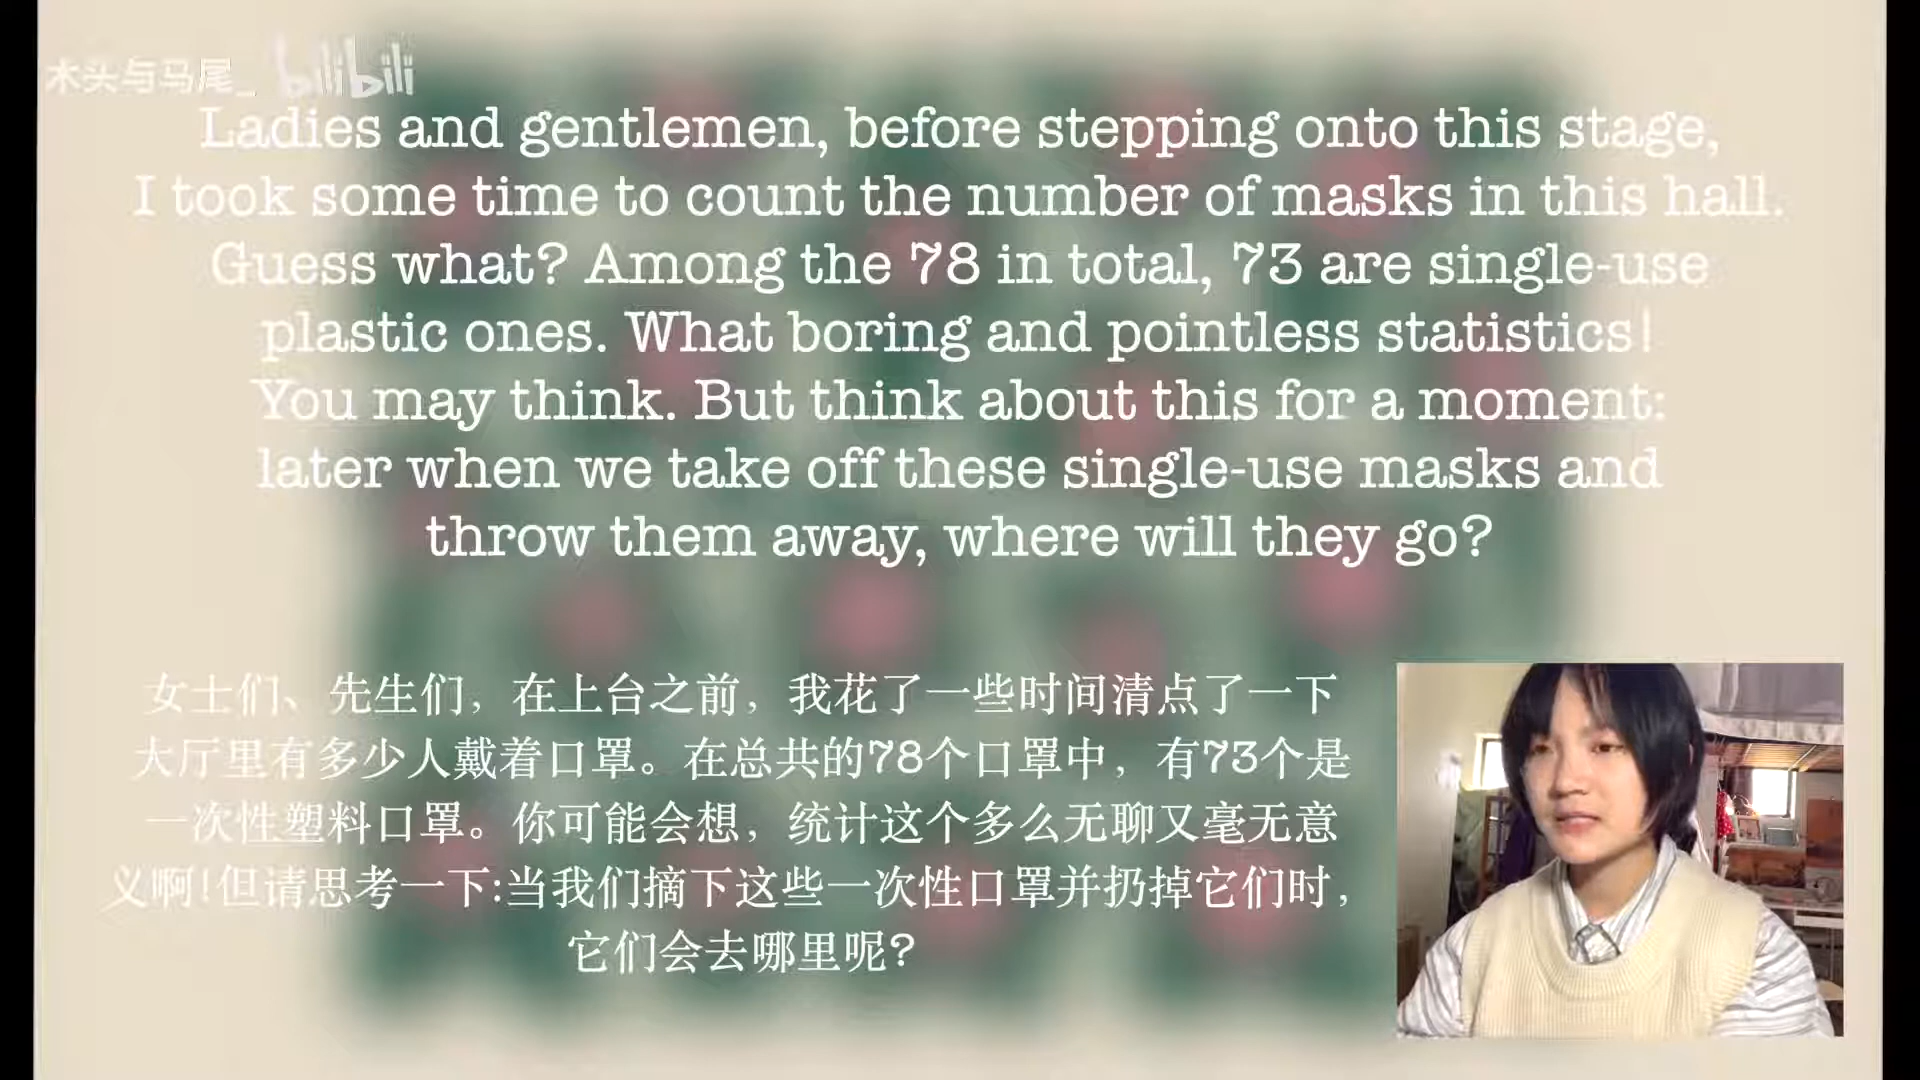 木头与马尾_ bilibili
Ladies and gentlemen, before stepping onto this stage,
I took some time to count the number of masks in this hall.
Guess what? Among the 78 in total, 73 are single-use
plastic ones. What boring and pointless statistics!
You may think. But think about this for a moment:
later when we take off these single-use masks and
throw them away, where will they go?
女士们、先生们，在上台之前，我花了一些时间清点了一下
大厅里有多少人戴着口罩。在总共的78个口罩中，有73个是
一次性塑料口罩。你可能会想，统计这个多么无聊又毫无意
义啊!但请思考一下:当我们摘下这些一次性口罩并扔掉它们时，
它们会去哪里呢?